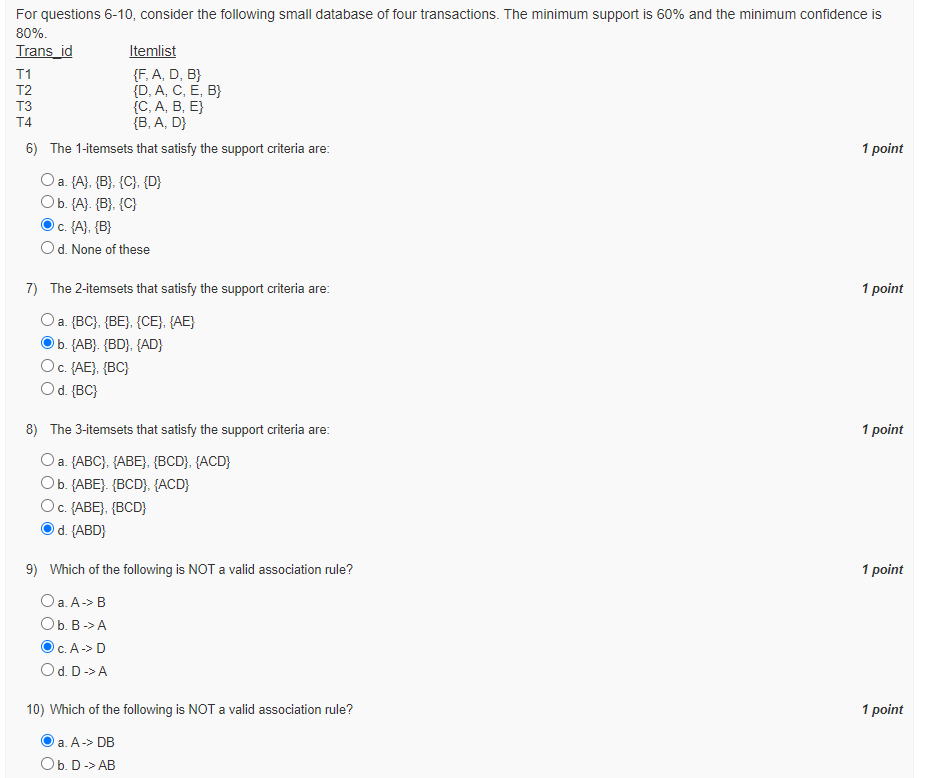 For questions 6-10, consider the following small database of four transactions. The minimum support is 60% and the minimum confidence is
80%.
Trans_id Itemlist
T1 {F, A, D, B}
T2 {D, A, C, E, B}
T3 {C, A, B, E}
T4 {B, A, D}
6) The 1-itemsets that satisfy the support criteria are: 1 point
a. {A}, {B}, {C}, {D}
b. {A}. {B}, {C}
c. {A}, {B}
d. None of these
7) The 2-itemsets that satisfy the support criteria are: 1 point
a. {BC}, {BE}, {CE}, {AE}
b. {AB}. {BD}, {AD}
c. {AE}, {BC}
d. {BC}
8) The 3-itemsets that satisfy the support criteria are: 1 point
a. {ABC}, {ABE}, {BCD}, {ACD}
b. {ABE}. {BCD}, {ACD}
c. {ABE}, {BCD}
d. {ABD}
9) Which of the following is NOT a valid association rule? 1 point
a. A -> B
b. B -> A
c. A -> D
d. D -> A
10) Which of the following is NOT a valid association rule? 1 point
a. A -> DB
b. D -> AB